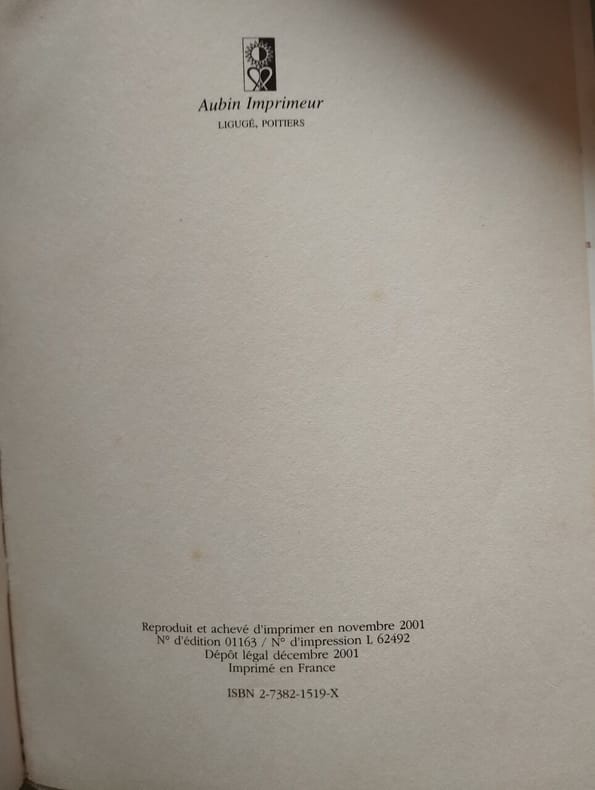 Aubin Imprimeur
LIGUGÉ, POITIERS
Reproduit et achevé d'imprimer en novembre 2001
N° d'édition 01163 / N° d'impression L 62492
Dépôt légal décembre 2001
Imprimé en France
ISBN 2-7382-1519-X